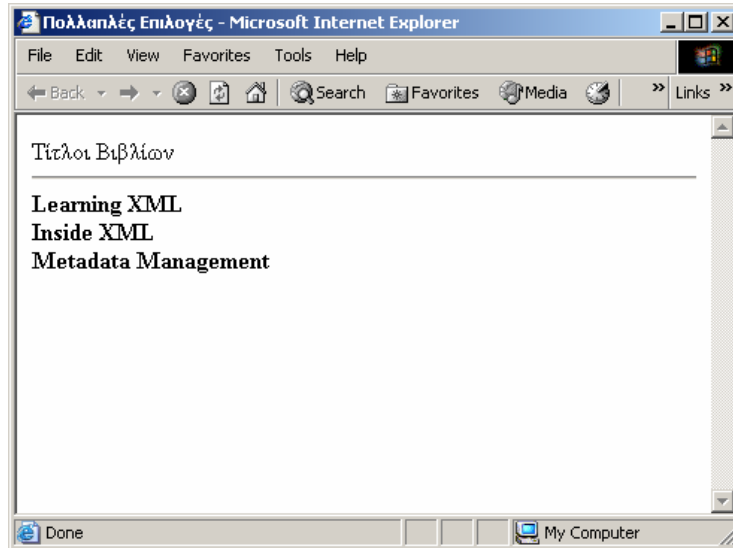 Πολλαπλές Επιλογές - Microsoft Internet Explorer
File Edit View Favorites Tools Help
Back Search Favorites Media » Links »
Τίτλοι Βιβλίων
Learning XML
Inside XML
Metadata Management
Done My Computer